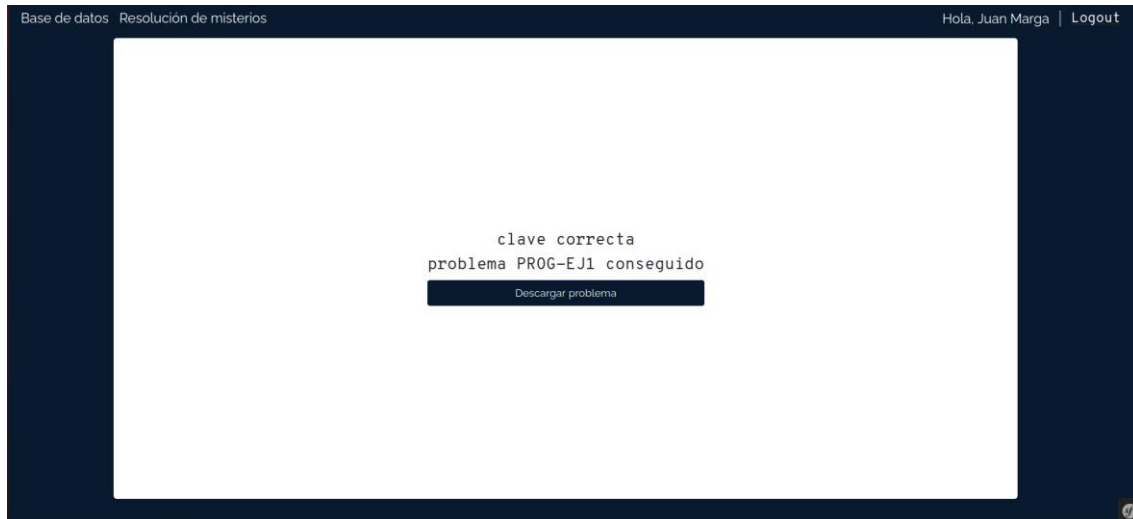 Base de datos Resolución de misterios
Hola, Juan Marga | Logout
clave correcta
problema PROG-EJ1 conseguido
Descargar problema